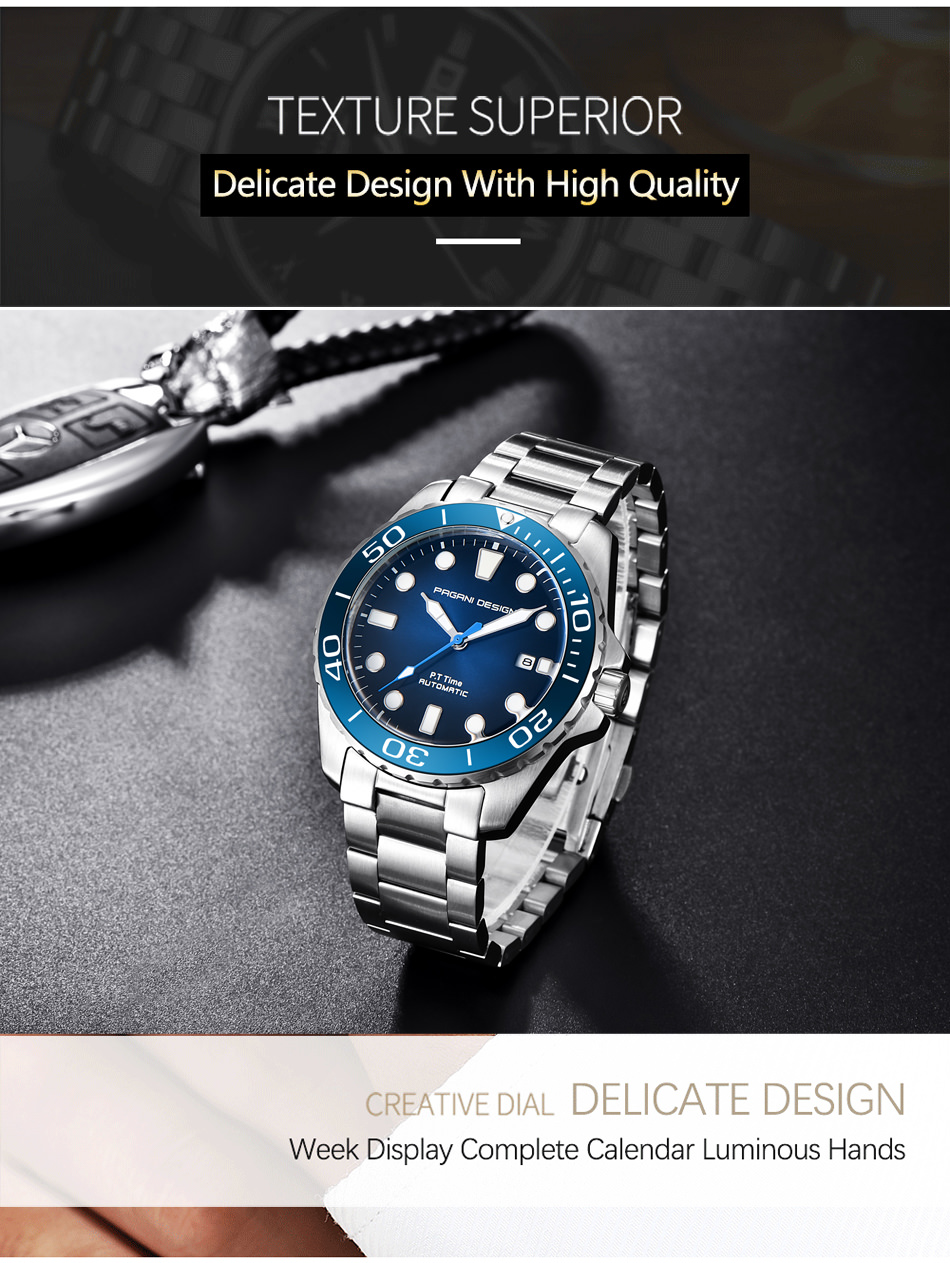 TEXTURE SUPERIOR
Delicate Design With High Quality
50
10
40
20
30
PAGANI DESIGN
8
P.T Time
AUTOMATIC
CREATIVE DIAL DELICATE DESIGN
Week Display Complete Calendar Luminous Hands